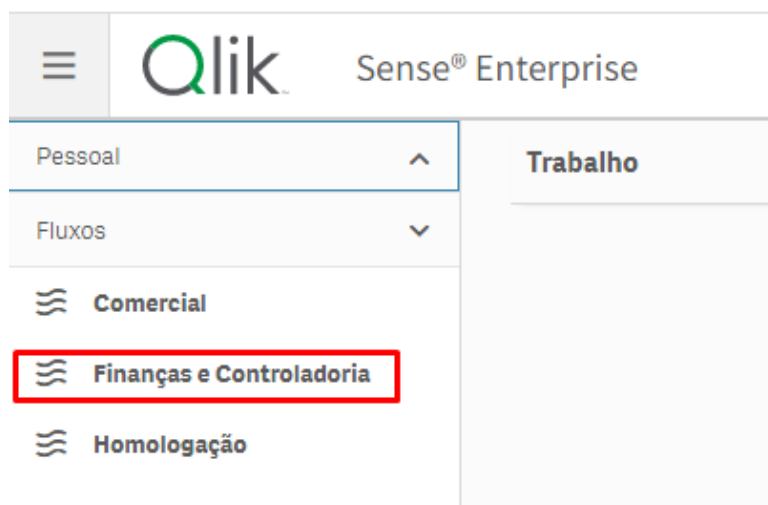 Qlik Sense® Enterprise
Pessoal
Trabalho
Fluxos
Comercial
Finanças e Controladoria
Homologação